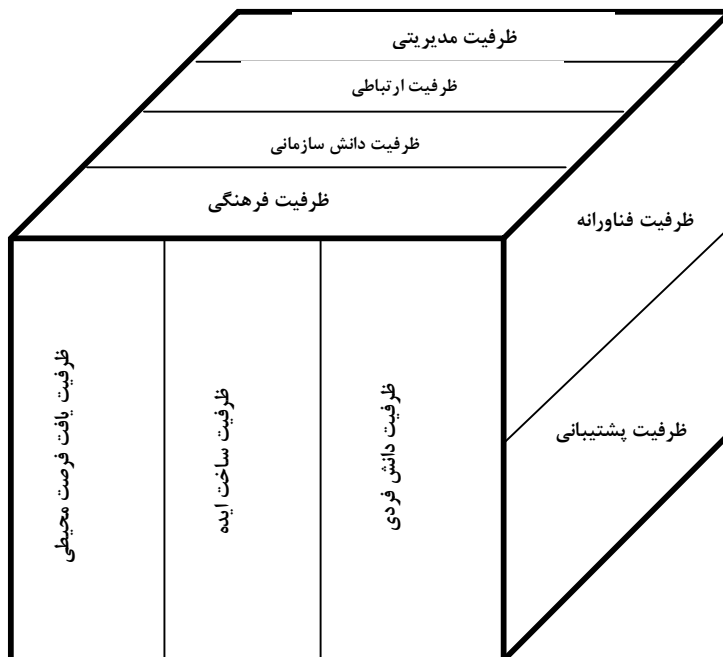 ظرفیت مدیریتی
ظرفیت ارتباطی
ظرفیت دانش سازمانی
ظرفیت فرهنگی
ظرفیت فناورانه
ظرفیت پشتیبانی
ظرفیت دانش فردی
ظرفیت ساخت ایده
ظرفیت یافت فرصت محیطی